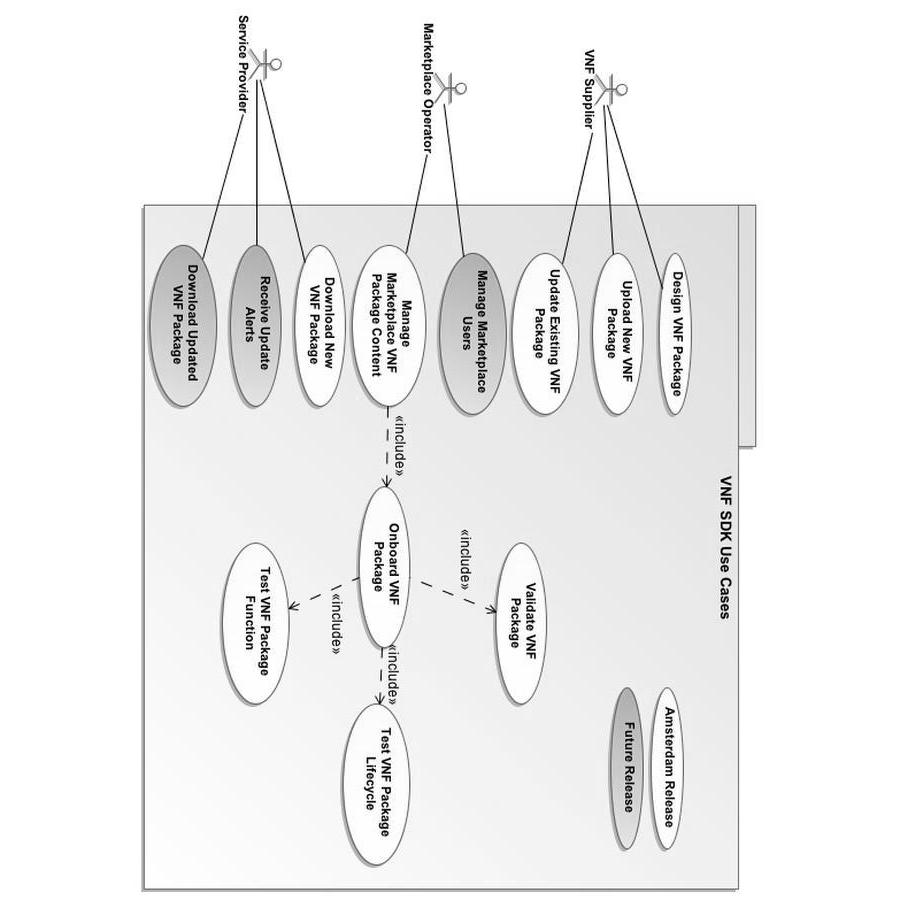 VNF SDK Use Cases
VNF Supplier
Design VNF Package
Upload New VNF
Package
Update Existing VNF
Package
Marketplace Operator
Manage Marketplace
Users
Manage
Marketplace VNF
Package Content
Service Provider
Download New
VNF Package
Receive Update
Alerts
Download Updated
VNF Package
«include»
Onboard VNF
Package
«include»
Validate VNF
Package
«include»
Test VNF Package
Function
«include»
Test VNF Package
Lifecycle
Amsterdam Release
Future Release